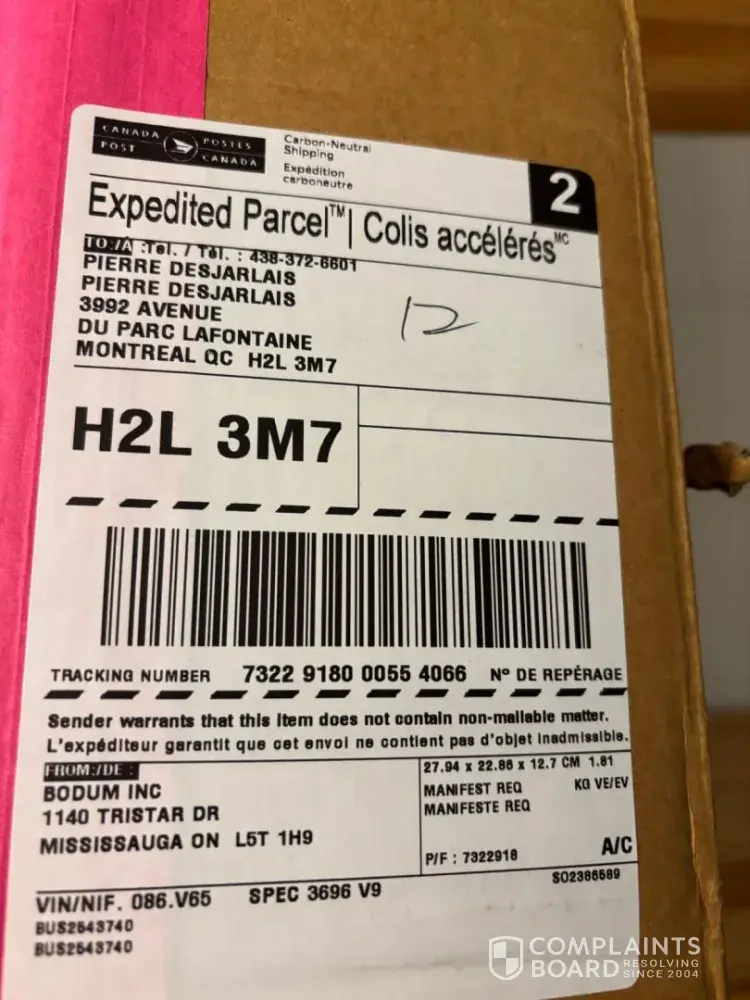 CANADA POST
POSTES CANADA
Carbon-Neutral
Shipping
Expédition
carboneutre
2
Expedited Parcel™ | Colis accélérés MC
TO:/À :Tel. / Tél. : 438-372-6601
PIERRE DESJARLAIS
PIERRE DESJARLAIS
3992 AVENUE
DU PARC LAFONTAINE
MONTREAL QC H2L 3M7
12
H2L 3M7
TRACKING NUMBER 7322 9180 0055 4066 Nº DE REPÉRAGE
Sender warrants that this item does not contain non-mailable matter.
L'expéditeur garantit que cet envoi ne contient pas d'objet inadmissible.
FROM:/DE :
BODUM INC
1140 TRISTAR DR
MISSISSAUGA ON L5T 1H9
27.94 x 22.86 x 12.7 CM 1.81
MANIFEST REQ KG VE/EV
MANIFESTE REQ
P/F : 7322918 A/C
SO2386589
VIN/NIF. 086.V65 SPEC 3696 V9
BUS2543740
BUS2543740
COMPLAINTS
BOARD RESOLVING SINCE 2004